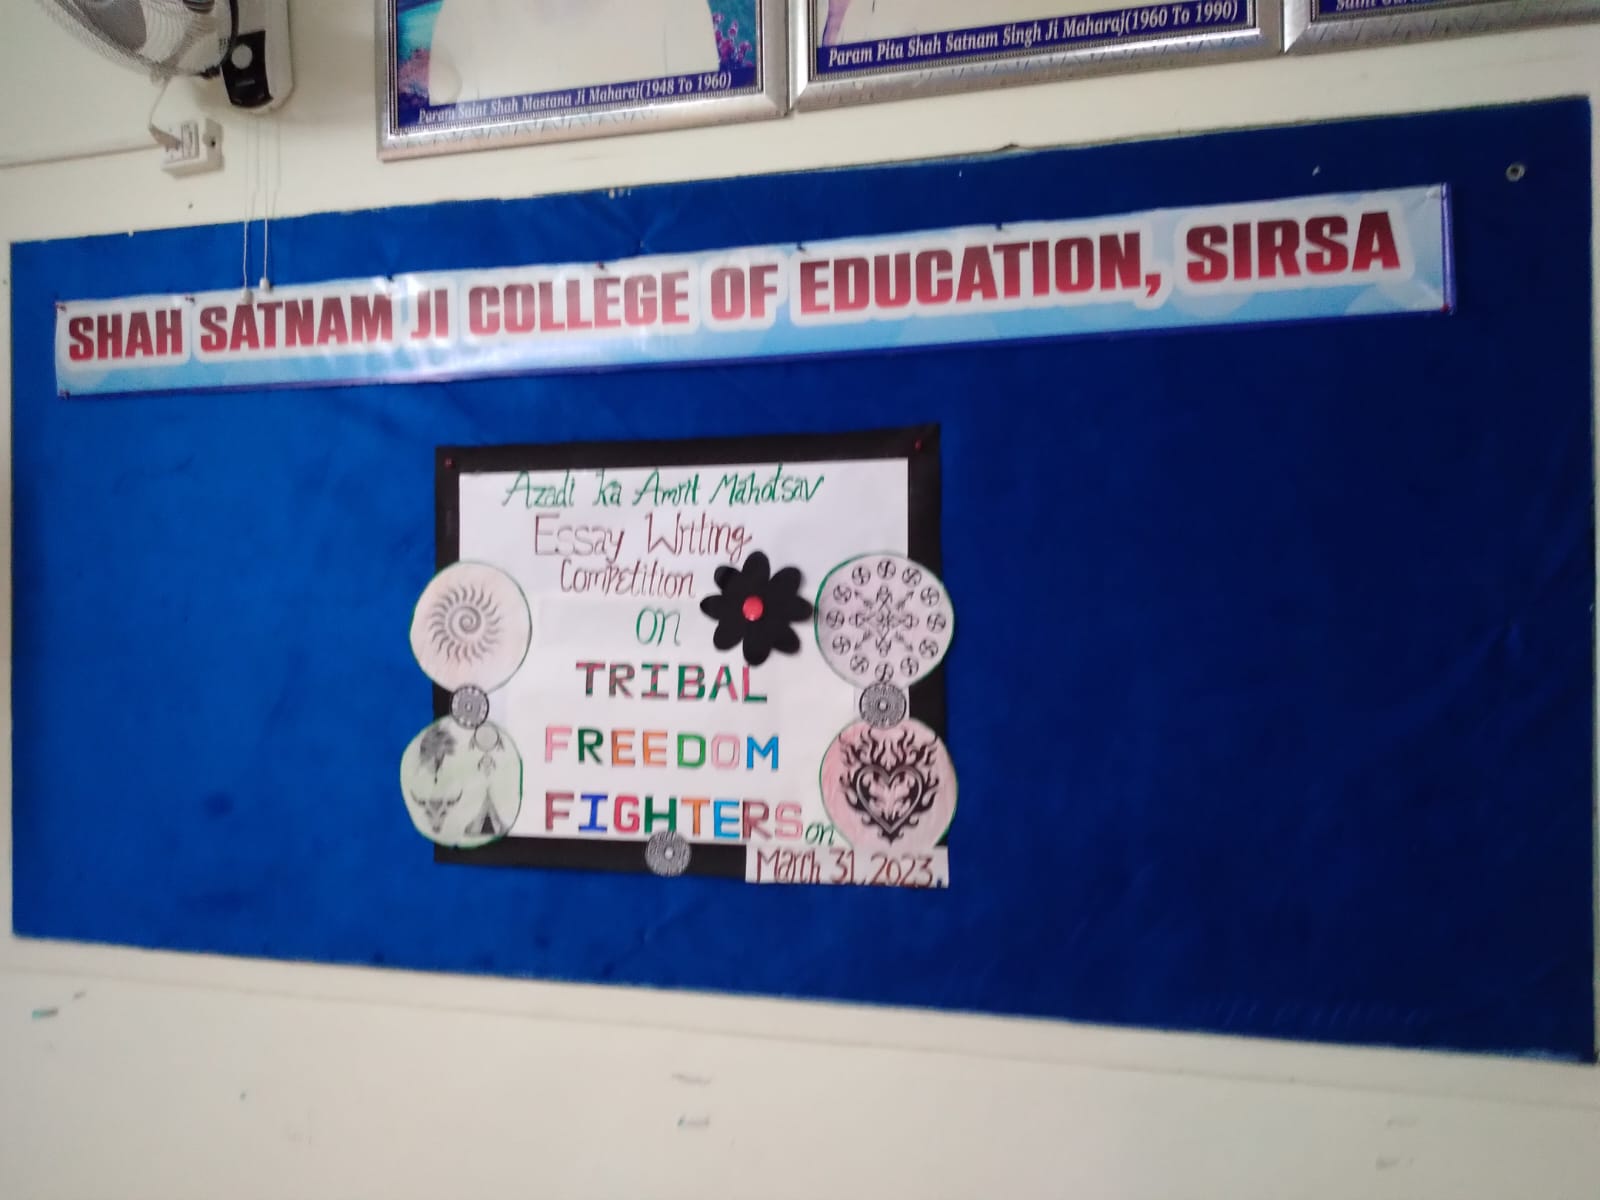 Param Saint Shah Mastana Ji Maharaj(1948 To 1960)
Param Pita Shah Satnam Singh Ji Maharaj(1960 To 1990)
SHAH SATNAM JI COLLEGE OF EDUCATION, SIRSA
Azadi Ka Amrit Mahotsav
Essay Writing
Competition
on
TRIBAL
FREEDOM
FIGHTERS on
March 31, 2023.